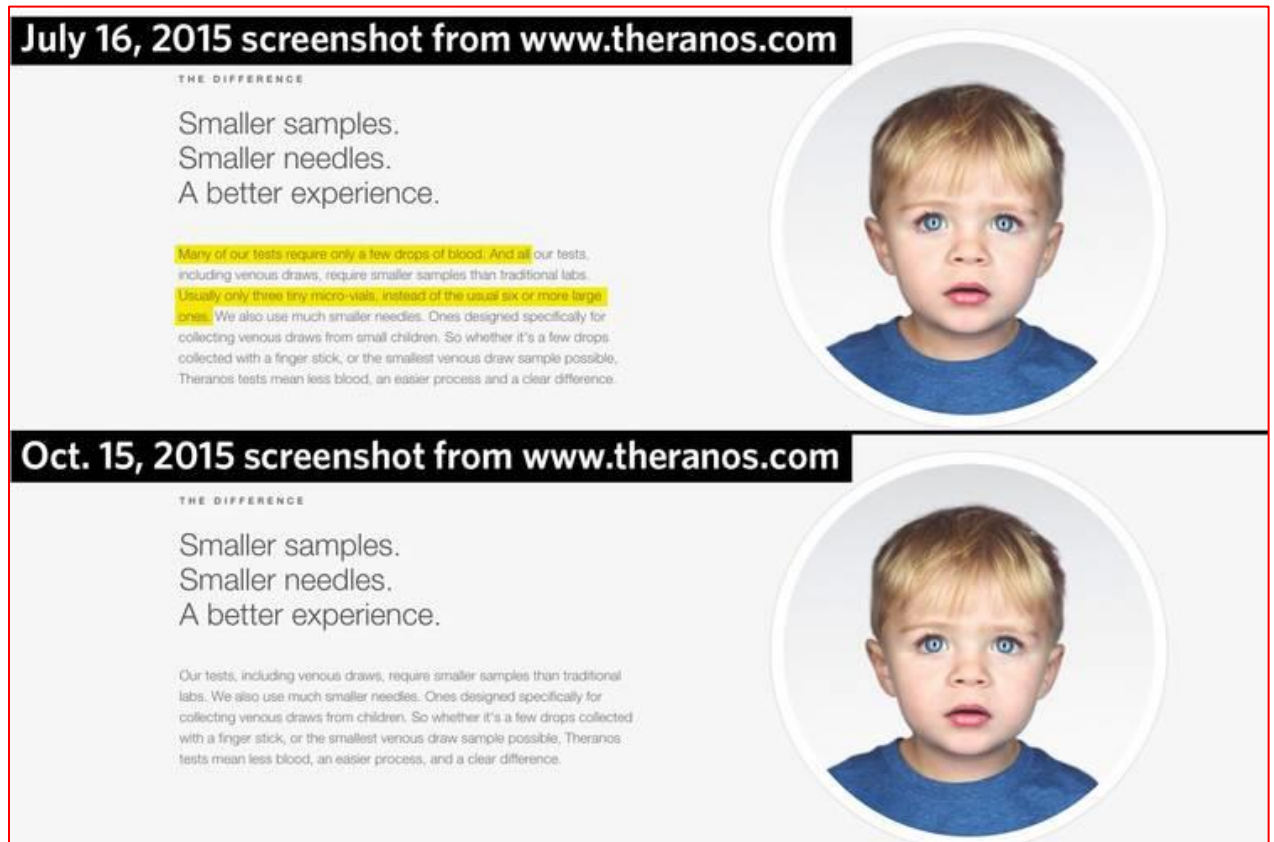 July 16, 2015 screenshot from www.theranos.com
THE DIFFERENCE
Smaller samples.
Smaller needles.
A better experience.
Many of our tests require only a few drops of blood. And all our tests,
including venous draws, require smaller samples than traditional labs.
Usually only three tiny micro-vials, instead of the usual six or more large
ones. We also use much smaller needles. Ones designed specifically for
collecting venous draws from small children. So whether it's a few drops
collected with a finger stick, or the smallest venous draw sample possible,
Theranos tests mean less blood, an easier process and a clear difference.
Oct. 15, 2015 screenshot from www.theranos.com
THE DIFFERENCE
Smaller samples.
Smaller needles.
A better experience.
Our tests, including venous draws, require smaller samples than traditional
labs. We also use much smaller needles. Ones designed specifically for
collecting venous draws from children. So whether it's a few drops collected
with a finger stick, or the smallest venous draw sample possible, Theranos
tests mean less blood, an easier process, and a clear difference.